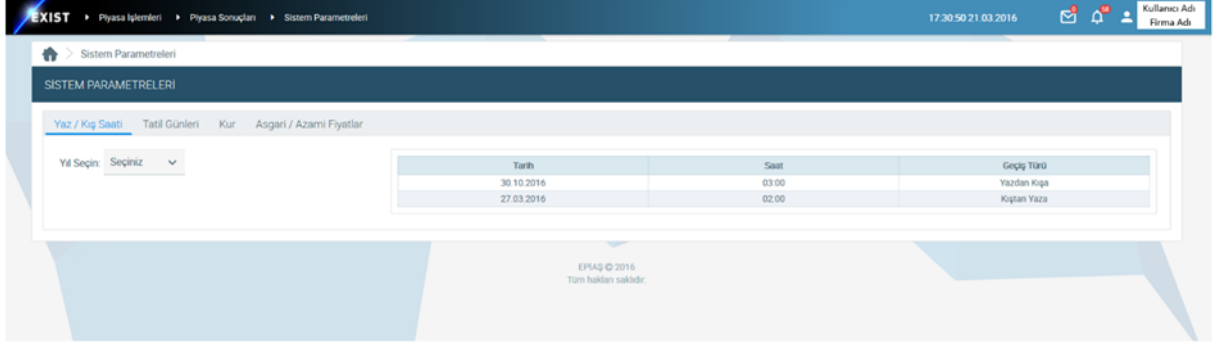 EXIST Piyasa İşlemleri Piyasa Sonuçları Sistem Parametreleri 17:30:50 21.03.2016 Kullanıcı Adı
Firma Adı
Sistem Parametreleri
SİSTEM PARAMETRELERİ
Yaz / Kış Saati Tatil Günleri Kur Asgari / Azami Fiyatlar
Yıl Seçin: Seçiniz
Tarih Saat Geçiş Türü
30.10.2016 03:00 Yazdan Kışa
27.03.2016 02:00 Kıştan Yaza
EPİAŞ © 2016
Tüm hakları saklıdır.